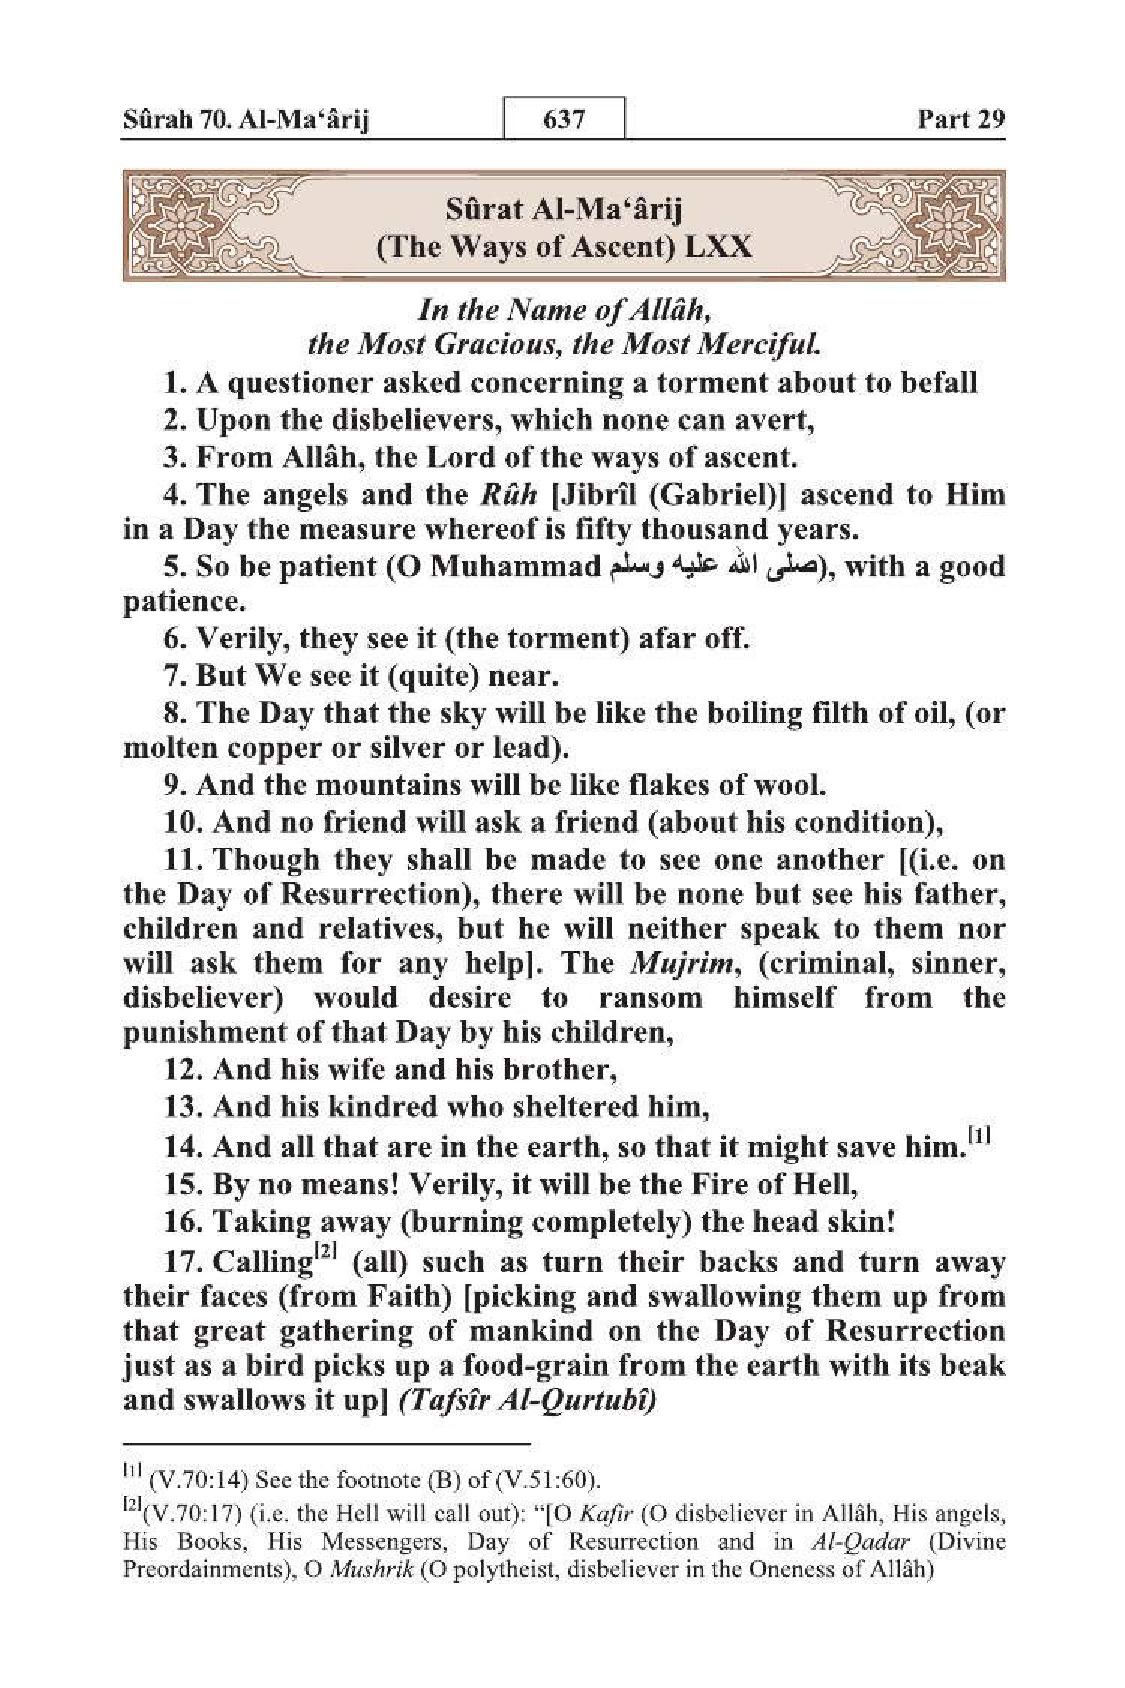 Sûrah 70. Al-Ma‘ârij 637 Part 29
Sûrat Al-Ma‘ârij
(The Ways of Ascent) LXX
In the Name of Allâh,
the Most Gracious, the Most Merciful.
1. A questioner asked concerning a torment about to befall
2. Upon the disbelievers, which none can avert,
3. From Allâh, the Lord of the ways of ascent.
4. The angels and the Rûh [Jibrîl (Gabriel)] ascend to Him
in a Day the measure whereof is fifty thousand years.
5. So be patient (O Muhammad صلى الله عليه وسلم), with a good
patience.
6. Verily, they see it (the torment) afar off.
7. But We see it (quite) near.
8. The Day that the sky will be like the boiling filth of oil, (or
molten copper or silver or lead).
9. And the mountains will be like flakes of wool.
10. And no friend will ask a friend (about his condition),
11. Though they shall be made to see one another [(i.e. on
the Day of Resurrection), there will be none but see his father,
children and relatives, but he will neither speak to them nor
will ask them for any help]. The Mujrim, (criminal, sinner,
disbeliever) would desire to ransom himself from the
punishment of that Day by his children,
12. And his wife and his brother,
13. And his kindred who sheltered him,
14. And all that are in the earth, so that it might save him.[1]
15. By no means! Verily, it will be the Fire of Hell,
16. Taking away (burning completely) the head skin!
17. Calling[2] (all) such as turn their backs and turn away
their faces (from Faith) [picking and swallowing them up from
that great gathering of mankind on the Day of Resurrection
just as a bird picks up a food-grain from the earth with its beak
and swallows it up] (Tafsîr Al-Qurtubî)
[1] (V.70:14) See the footnote (B) of (V.51:60).
[2](V.70:17) (i.e. the Hell will call out): “[O Kafir (O disbeliever in Allâh, His angels,
His Books, His Messengers, Day of Resurrection and in Al-Qadar (Divine
Preordainments), O Mushrik (O polytheist, disbeliever in the Oneness of Allâh)